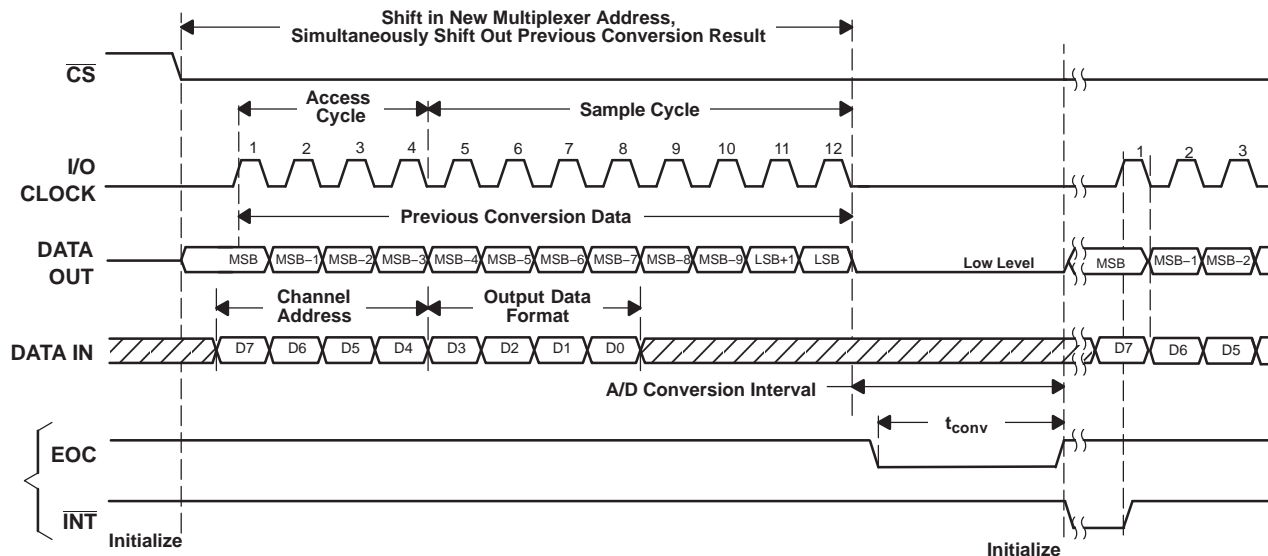 Shift in New Multiplexer Address,
Simultaneously Shift Out Previous Conversion Result
CS
Access
Cycle
Sample Cycle
I/O
CLOCK
1 2 3 4 5 6 7 8 9 10 11 12 1 2 3
Previous Conversion Data
DATA
OUT
MSB MSB–1 MSB–2 MSB–3 MSB–4 MSB–5 MSB–6 MSB–7 MSB–8 MSB–9 LSB+1 LSB Low Level MSB MSB–1 MSB–2
Channel
Address
Output Data
Format
DATA IN
D7 D6 D5 D4 D3 D2 D1 D0 D7 D6 D5
A/D Conversion Interval
tconv
EOC
INT
Initialize
Initialize